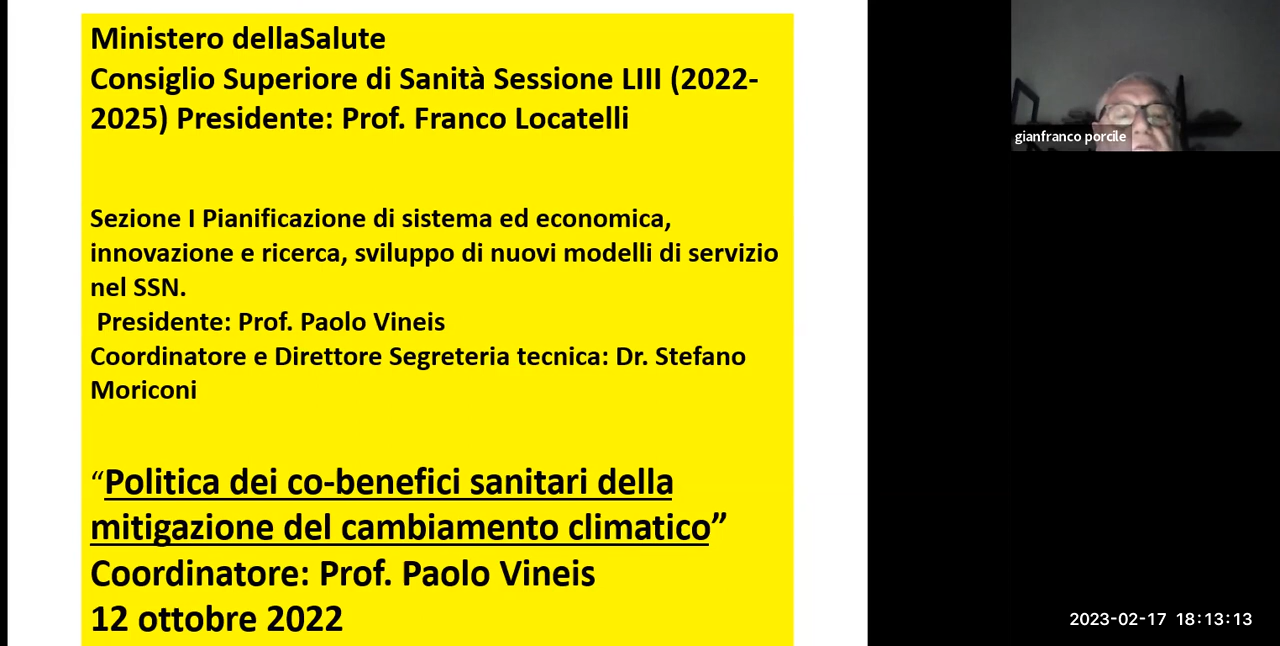 Ministero dellaSalute
Consiglio Superiore di Sanità Sessione LIII (2022-
2025) Presidente: Prof. Franco Locatelli
Sezione I Pianificazione di sistema ed economica,
innovazione e ricerca, sviluppo di nuovi modelli di servizio
nel SSN.
Presidente: Prof. Paolo Vineis
Coordinatore e Direttore Segreteria tecnica: Dr. Stefano
Moriconi
“Politica dei co-benefici sanitari della
mitigazione del cambiamento climatico”
Coordinatore: Prof. Paolo Vineis
12 ottobre 2022
gianfranco porcile
2023-02-17 18:13:13